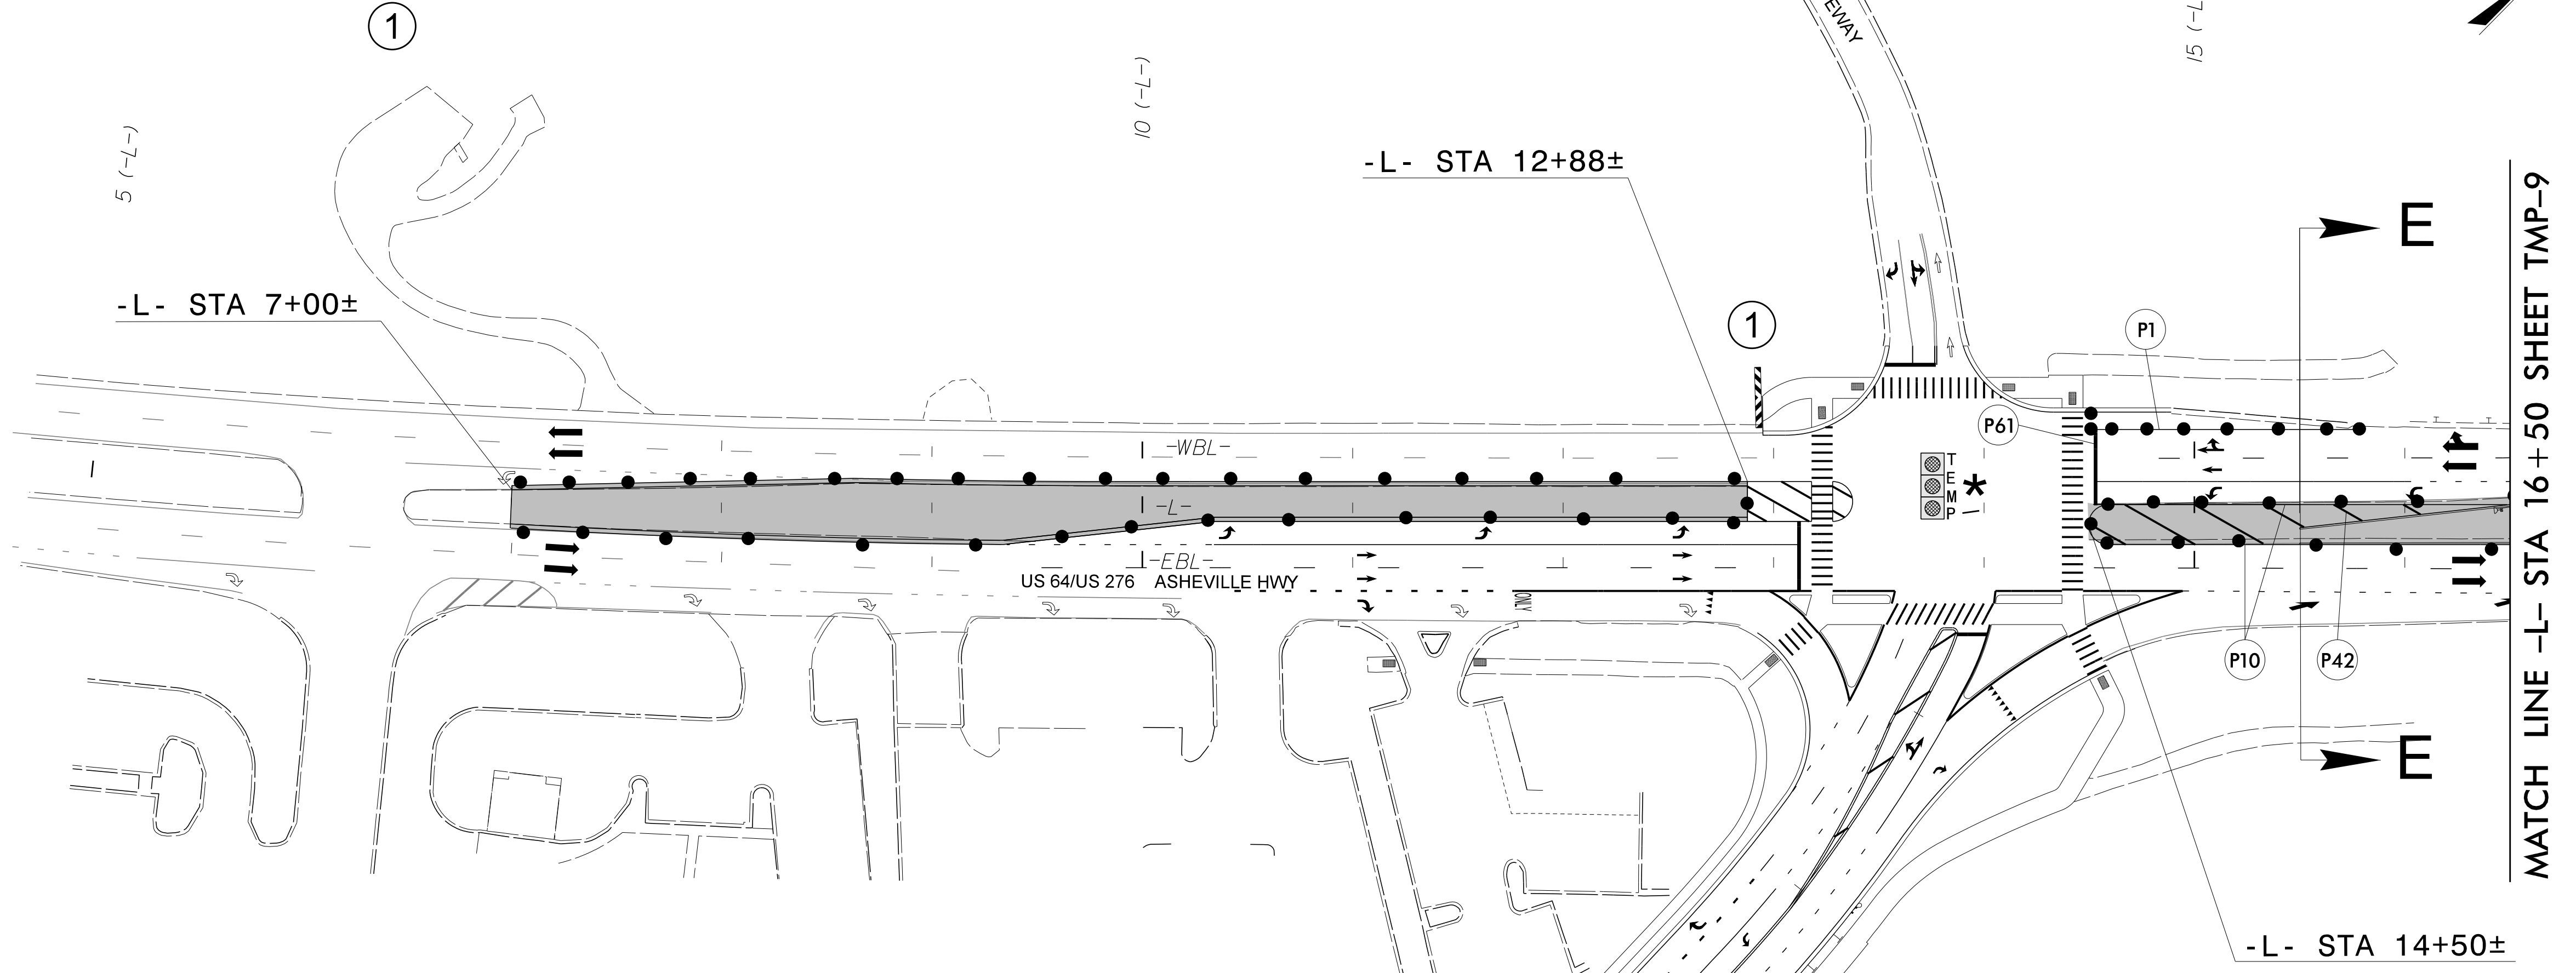 1
EWAY
5 (-L-)
10 (-L-)
15 (-L-
-L- STA 12+88±
-L- STA 7+00±
E
1
P1
P61
-WBL-
-L-
-EBL-
US 64/US 276 ASHEVILLE HWY
ONLY
TEMP
*
P10
P42
E
-L- STA 14+50±
MATCH LINE -L- STA 16+50 SHEET TMP-9